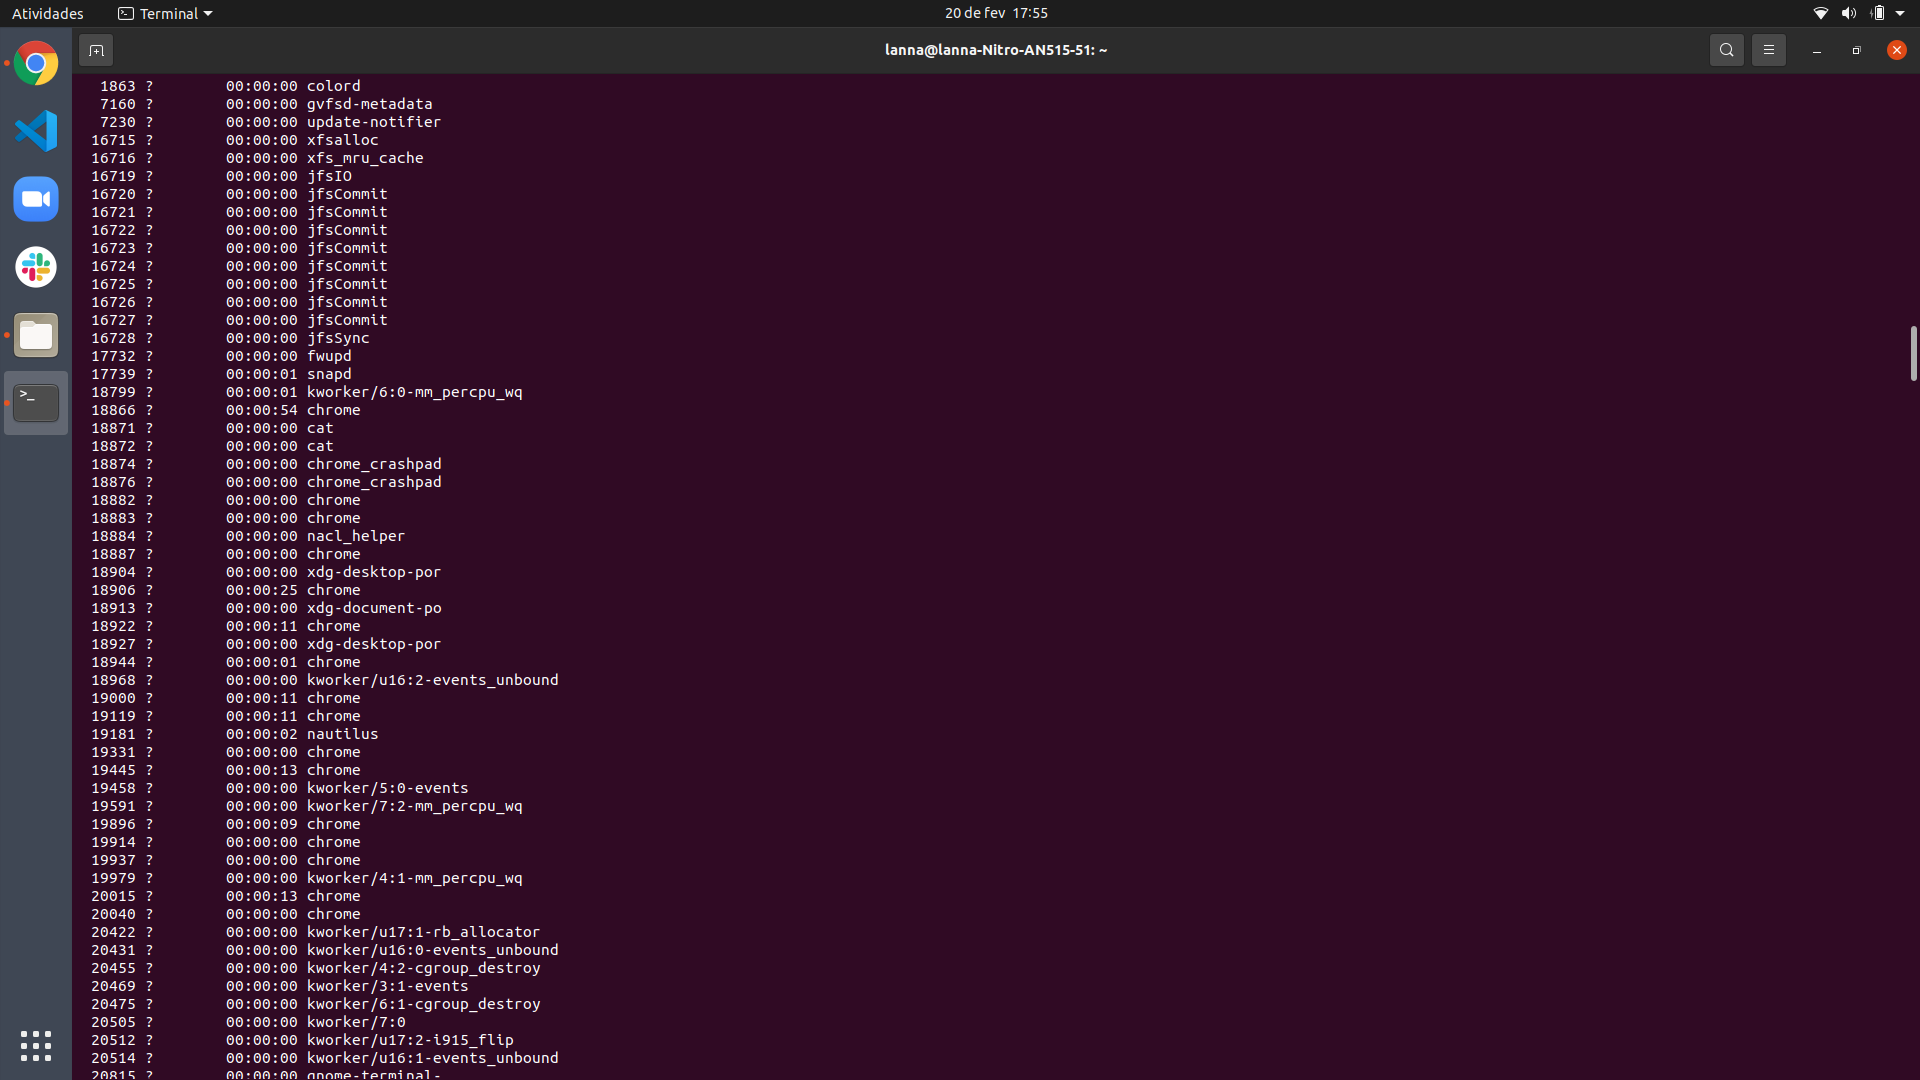 Atividades Terminal 20 de fev 17:55
lanna@lanna-Nitro-AN515-51: ~
1863 ? 00:00:00 colord
7160 ? 00:00:00 gvfsd-metadata
7230 ? 00:00:00 update-notifier
16715 ? 00:00:00 xfsalloc
16716 ? 00:00:00 xfs_mru_cache
16719 ? 00:00:00 jfsIO
16720 ? 00:00:00 jfsCommit
16721 ? 00:00:00 jfsCommit
16722 ? 00:00:00 jfsCommit
16723 ? 00:00:00 jfsCommit
16724 ? 00:00:00 jfsCommit
16725 ? 00:00:00 jfsCommit
16726 ? 00:00:00 jfsCommit
16727 ? 00:00:00 jfsCommit
16728 ? 00:00:00 jfsSync
17732 ? 00:00:00 fwupd
17739 ? 00:00:01 snapd
18799 ? 00:00:01 kworker/6:0-mm_percpu_wq
18866 ? 00:00:54 chrome
18871 ? 00:00:00 cat
18872 ? 00:00:00 cat
18874 ? 00:00:00 chrome_crashpad
18876 ? 00:00:00 chrome_crashpad
18882 ? 00:00:00 chrome
18883 ? 00:00:00 chrome
18884 ? 00:00:00 nacl_helper
18887 ? 00:00:00 chrome
18904 ? 00:00:00 xdg-desktop-por
18906 ? 00:00:25 chrome
18913 ? 00:00:00 xdg-document-po
18922 ? 00:00:11 chrome
18927 ? 00:00:00 xdg-desktop-por
18944 ? 00:00:01 chrome
18968 ? 00:00:00 kworker/u16:2-events_unbound
19000 ? 00:00:11 chrome
19119 ? 00:00:11 chrome
19181 ? 00:00:02 nautilus
19331 ? 00:00:00 chrome
19445 ? 00:00:13 chrome
19458 ? 00:00:00 kworker/5:0-events
19591 ? 00:00:00 kworker/7:2-mm_percpu_wq
19896 ? 00:00:09 chrome
19914 ? 00:00:00 chrome
19937 ? 00:00:00 chrome
19979 ? 00:00:00 kworker/4:1-mm_percpu_wq
20015 ? 00:00:13 chrome
20040 ? 00:00:00 chrome
20422 ? 00:00:00 kworker/u17:1-rb_allocator
20431 ? 00:00:00 kworker/u16:0-events_unbound
20455 ? 00:00:00 kworker/4:2-cgroup_destroy
20469 ? 00:00:00 kworker/3:1-events
20475 ? 00:00:00 kworker/6:1-cgroup_destroy
20505 ? 00:00:00 kworker/7:0
20512 ? 00:00:00 kworker/u17:2-i915_flip
20514 ? 00:00:00 kworker/u16:1-events_unbound
20815 ? 00:00:00 gnome-terminal-